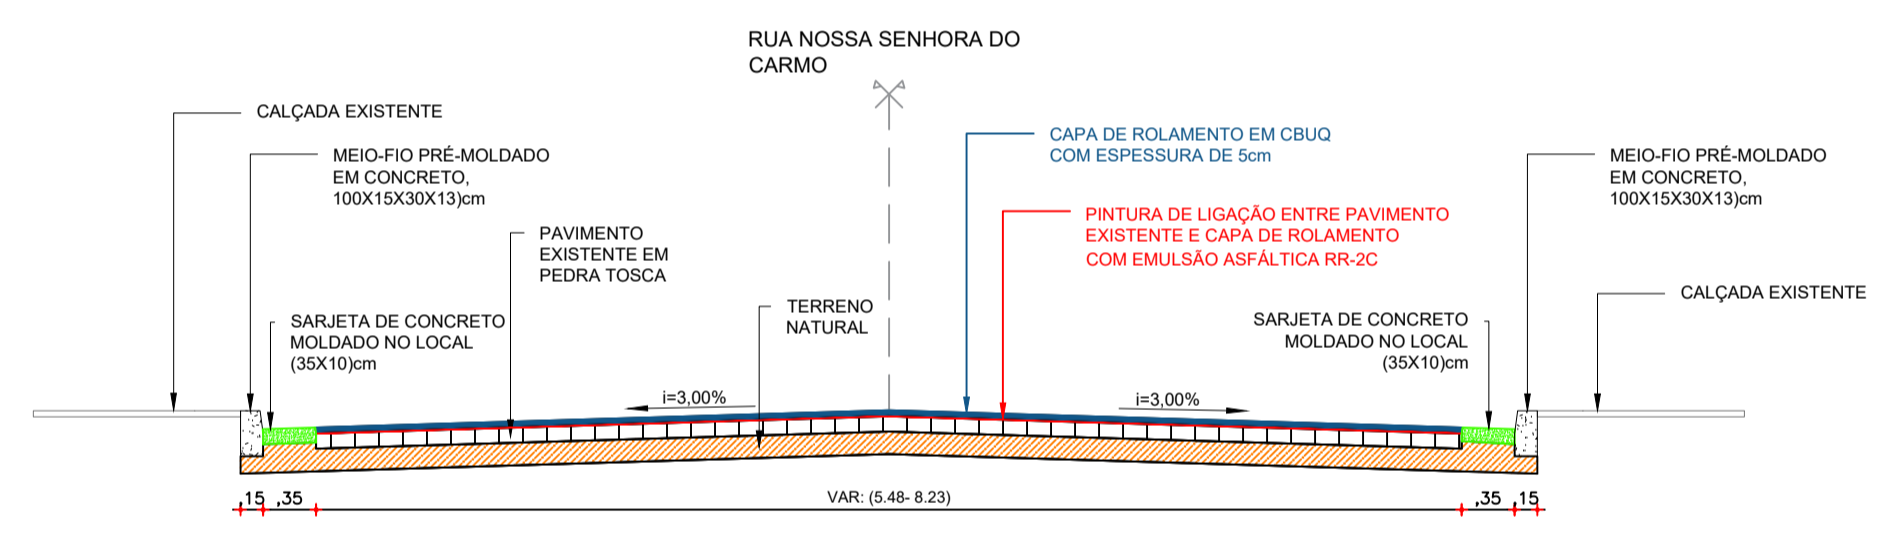 RUA NOSSA SENHORA DO
CARMO
CALÇADA EXISTENTE
MEIO-FIO PRÉ-MOLDADO
EM CONCRETO,
100X15X30X13)cm
PAVIMENTO
EXISTENTE EM
PEDRA TOSCA
SARJETA DE CONCRETO
MOLDADO NO LOCAL
(35X10)cm
TERRENO
NATURAL
CAPA DE ROLAMENTO EM CBUQ
COM ESPESSURA DE 5cm
PINTURA DE LIGAÇÃO ENTRE PAVIMENTO
EXISTENTE E CAPA DE ROLAMENTO
COM EMULSÃO ASFÁLTICA RR-2C
MEIO-FIO PRÉ-MOLDADO
EM CONCRETO,
100X15X30X13)cm
CALÇADA EXISTENTE
SARJETA DE CONCRETO
MOLDADO NO LOCAL
(35X10)cm
i=3,00%
i=3,00%
,15
,35
VAR: (5.48- 8.23)
,35
,15